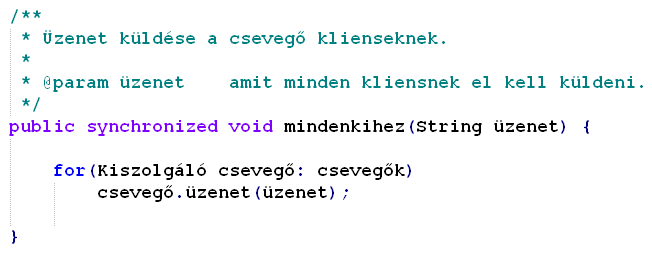 /**
 * Üzenet küldése a csevegő klienseknek.
 *
 * @param üzenet    amit minden kliensnek el kell küldeni.
 */
public synchronized void mindenkihez(String üzenet) {
    for(Kiszolgáló csevegő: csevegők)
        csevegő.üzenet(üzenet);
}